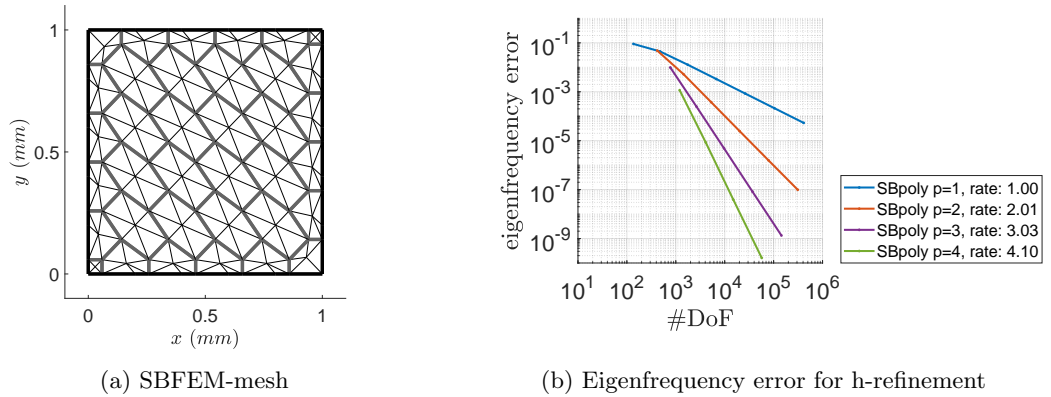 1
0.5
0
y (mm)
0
0.5
1
x (mm)
(a) SBFEM-mesh
eigenfrequency error
10^-1
10^-3
10^-5
10^-7
10^-9
10^1 10^2 10^3 10^4 10^5 10^6
#DoF
SBpoly p=1, rate: 1.00
SBpoly p=2, rate: 2.01
SBpoly p=3, rate: 3.03
SBpoly p=4, rate: 4.10
(b) Eigenfrequency error for h-refinement